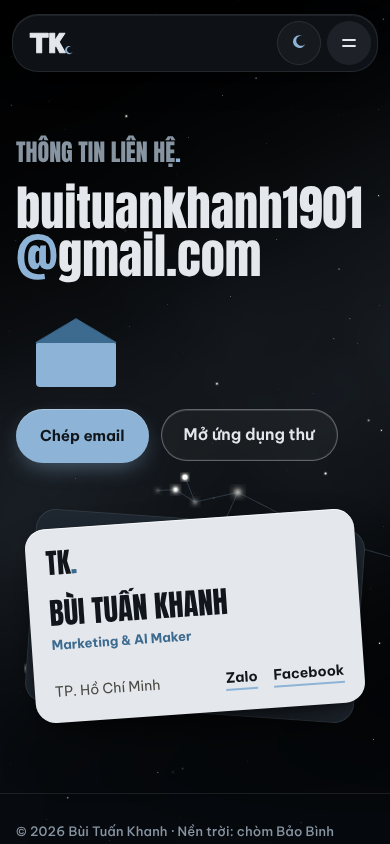 TK
THÔNG TIN LIÊN HỆ.
buituankhanh1901
@gmail.com
Chép email
Mở ứng dụng thư
TK.
BÙI TUẤN KHANH
Marketing & AI Maker
TP. Hồ Chí Minh
Zalo Facebook
© 2026 Bùi Tuấn Khanh · Nền trời: chòm Bảo Bình